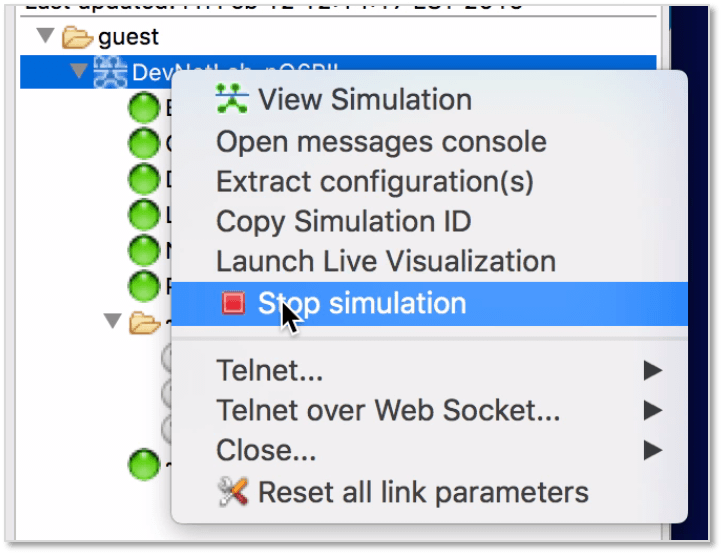 guest
View Simulation
Open messages console
Extract configuration(s)
Copy Simulation ID
Launch Live Visualization
Stop simulation
Telnet...
Telnet over Web Socket...
Close...
Reset all link parameters